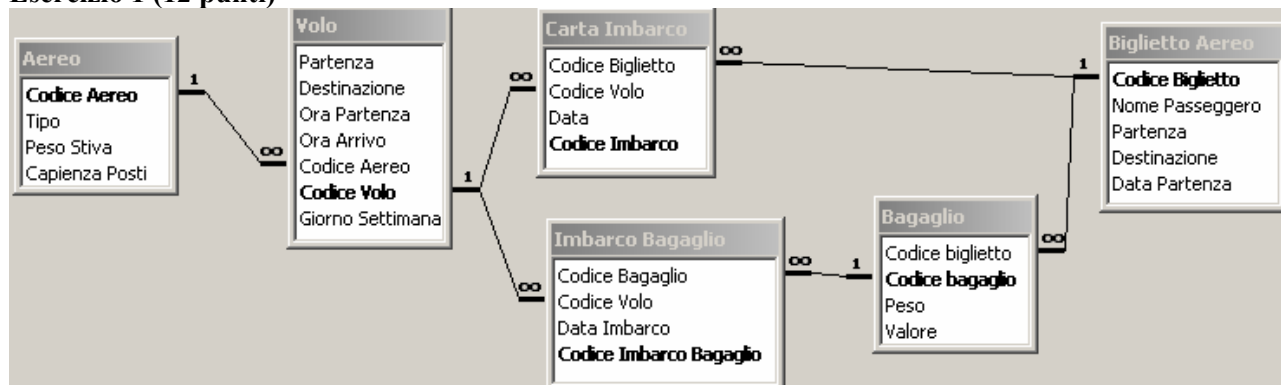 Esercizio 1 (12 punti)
Aereo
Codice Aereo
Tipo
Peso Stiva
Capienza Posti
1
∞
Volo
Partenza
Destinazione
Ora Partenza
Ora Arrivo
Codice Aereo
Codice Volo
Giorno Settimana
1
∞
∞
Carta Imbarco
Codice Biglietto
Codice Volo
Data
Codice Imbarco
∞
1
Imbarco Bagaglio
Codice Bagaglio
Codice Volo
Data Imbarco
Codice Imbarco Bagaglio
∞
1
Bagaglio
Codice biglietto
Codice bagaglio
Peso
Valore
∞
Biglietto Aereo
Codice Biglietto
Nome Passeggero
Partenza
Destinazione
Data Partenza